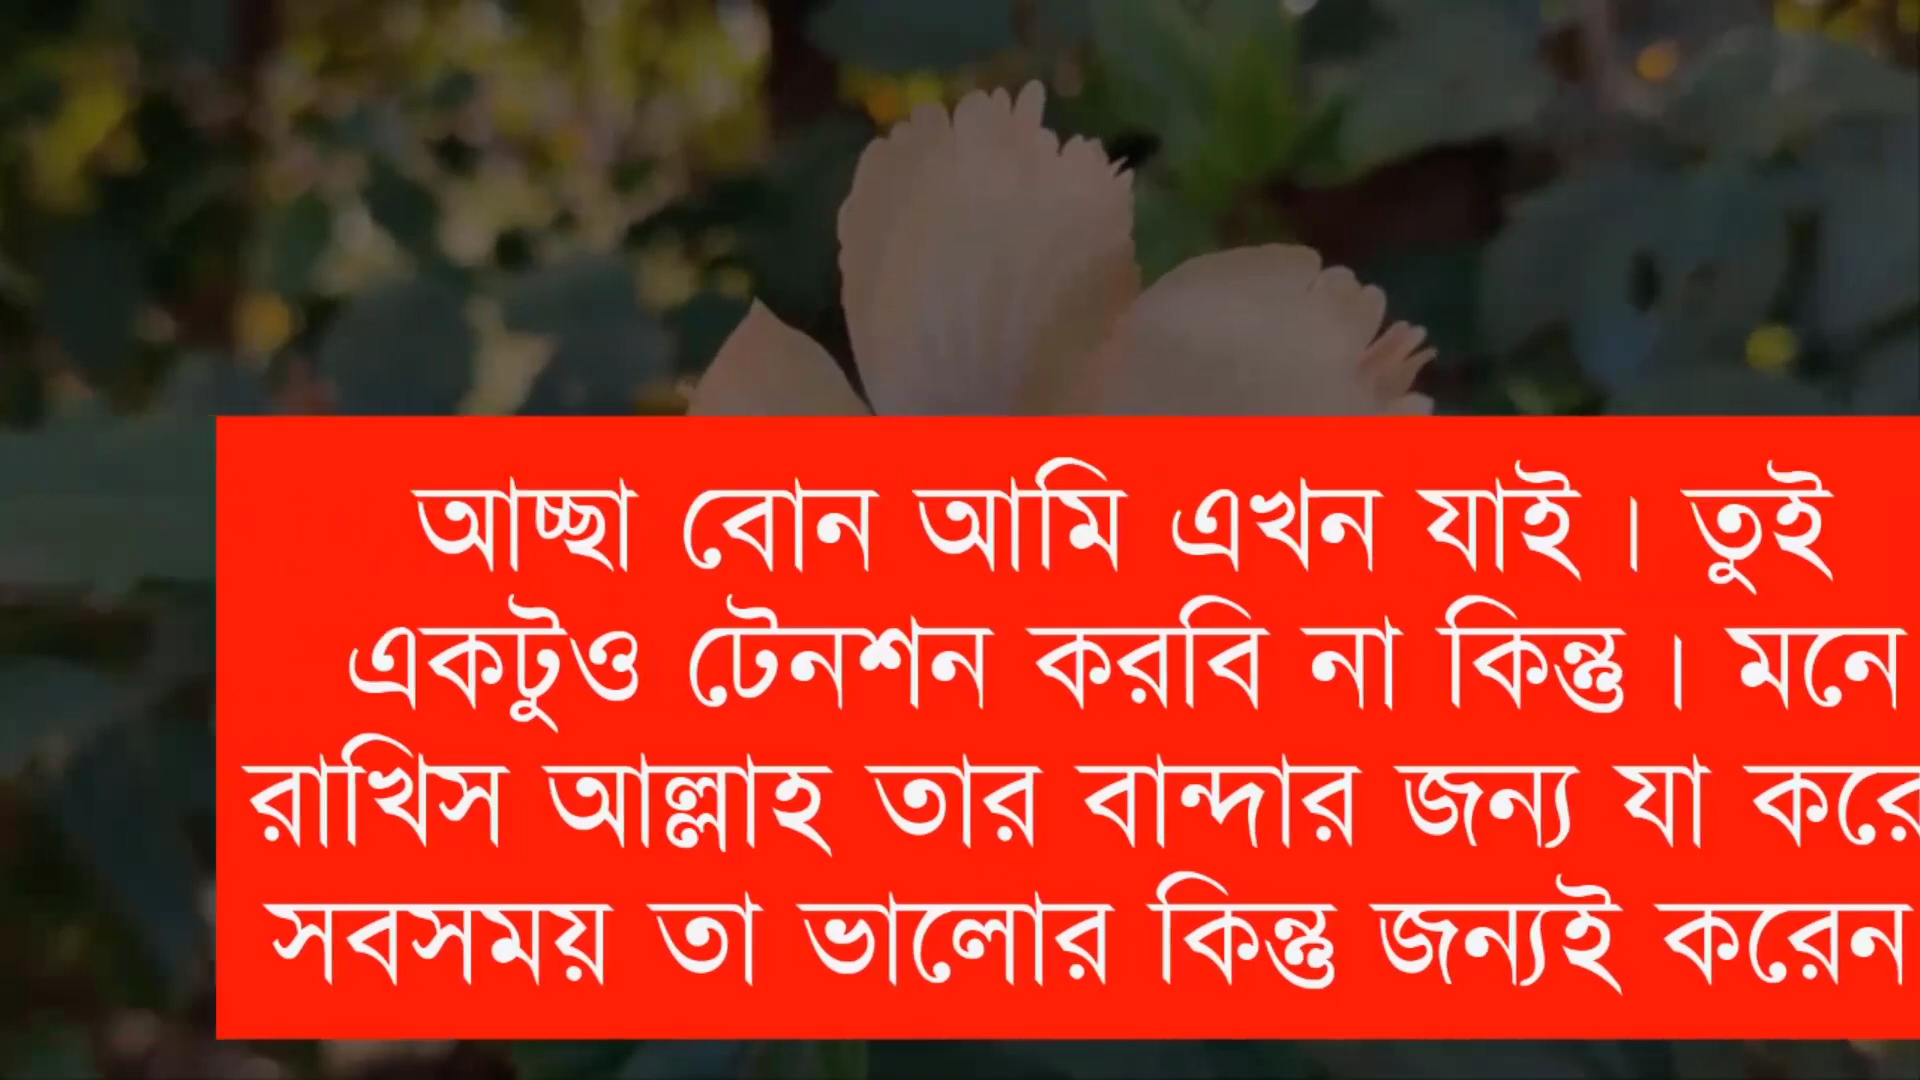 আচ্ছা বোন আমি এখন যাই। তুই
একটুও টেনশন করবি না কিন্তু। মনে
রাখিস আল্লাহ তার বান্দার জন্য যা করে
সবসময় তা ভালোর কিন্তু জন্যই করেন